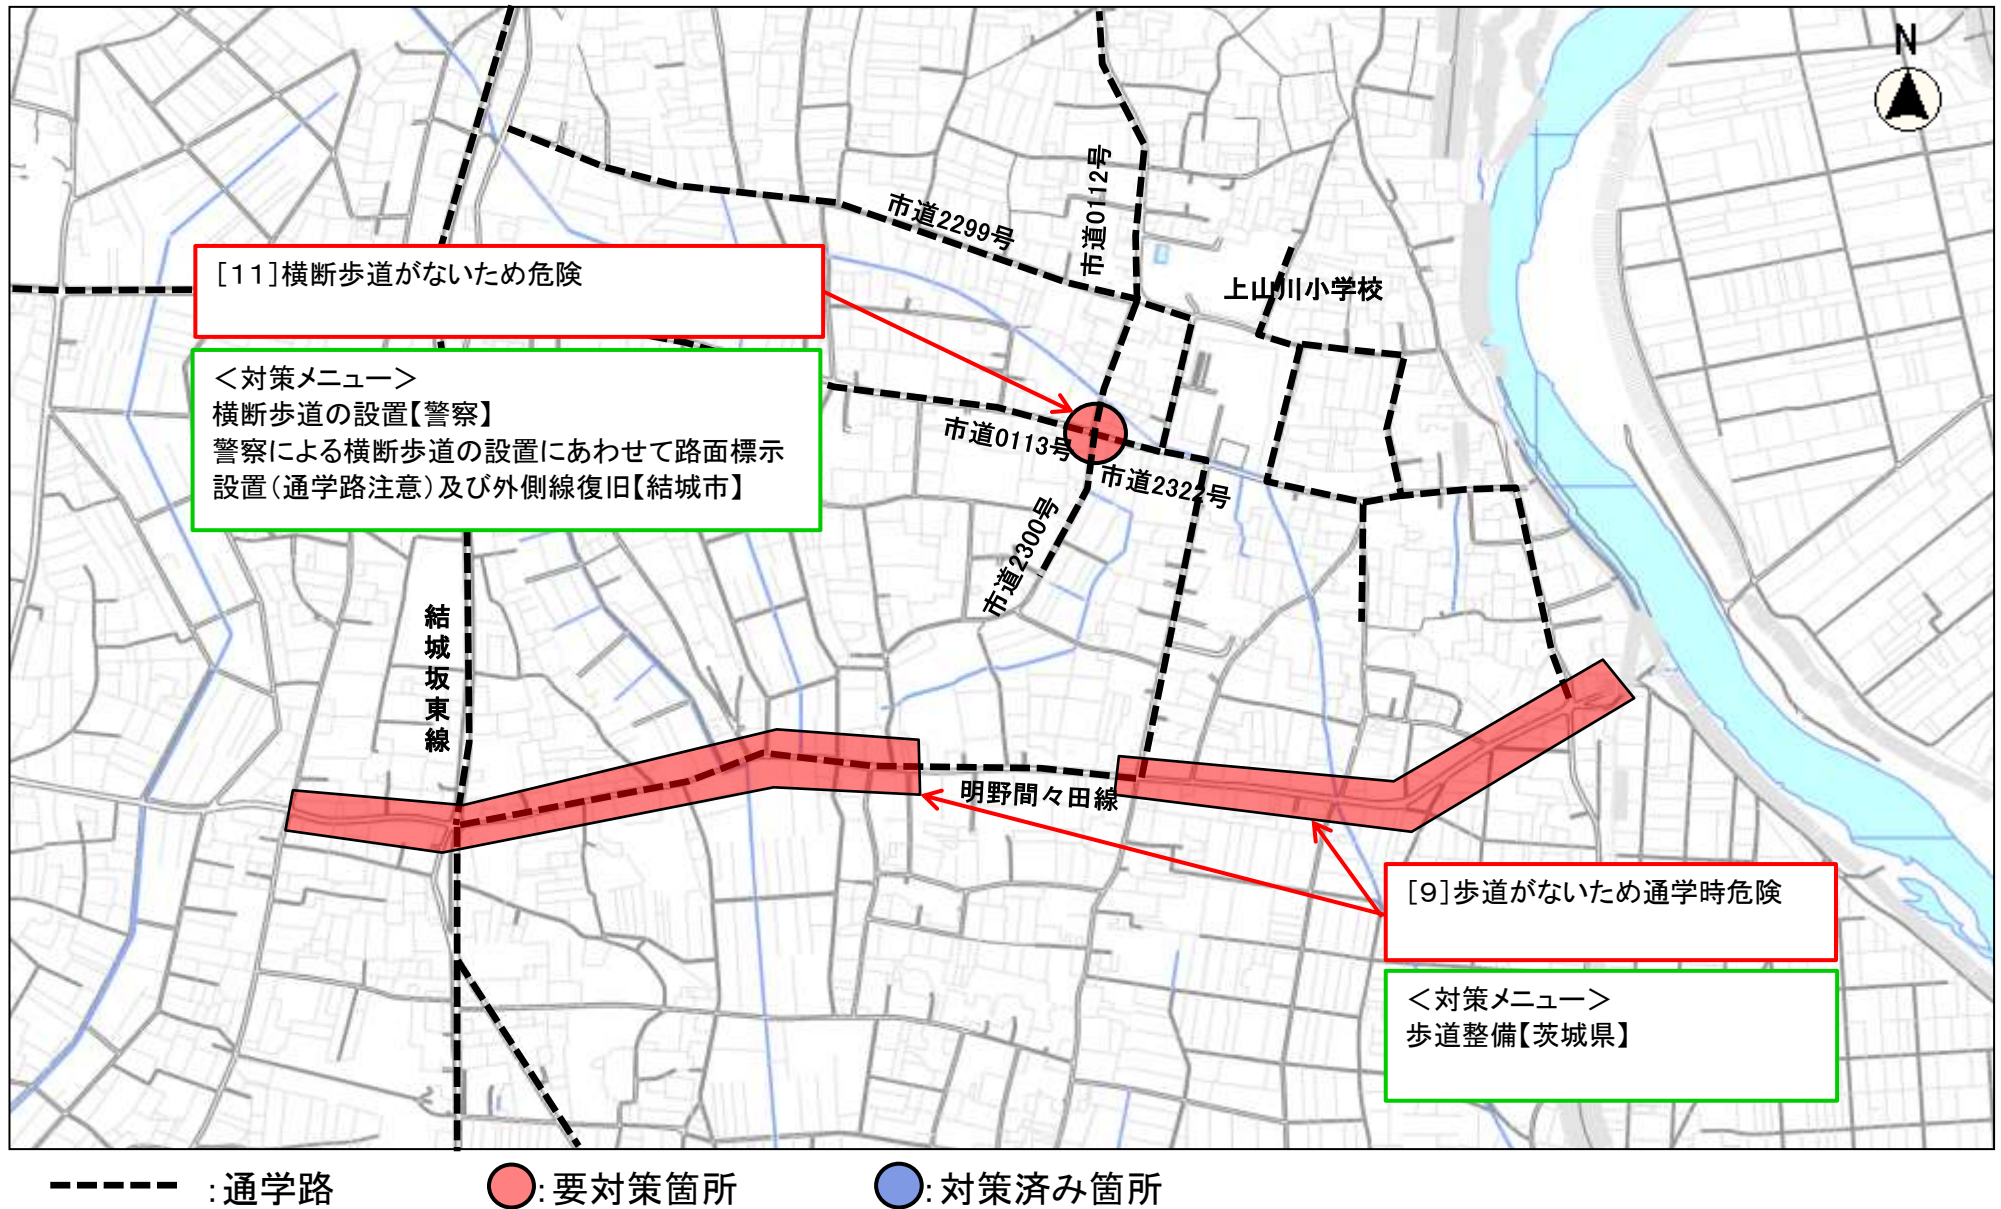 N
市道0112号
市道2299号
[11]横断歩道がないため危険
上山川小学校
<対策メニュー>
横断歩道の設置【警察】
警察による横断歩道の設置にあわせて路面標示
設置(通学路注意)及び外側線復旧【結城市】
市道0113号
市道2322号
市道2300号
結城坂東線
明野間々田線
[9]歩道がないため通学時危険
<対策メニュー>
歩道整備【茨城県】
:通学路
:要対策箇所
:対策済み箇所